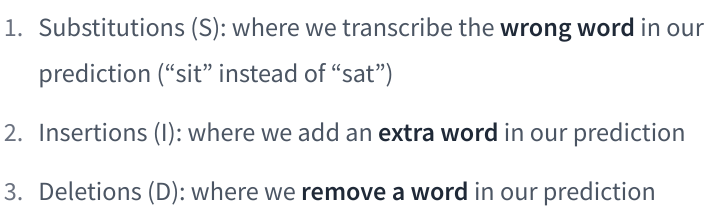 1. Substitutions (S): where we transcribe the wrong word in our
prediction (“sit” instead of “sat”)
2. Insertions (I): where we add an extra word in our prediction
3. Deletions (D): where we remove a word in our prediction